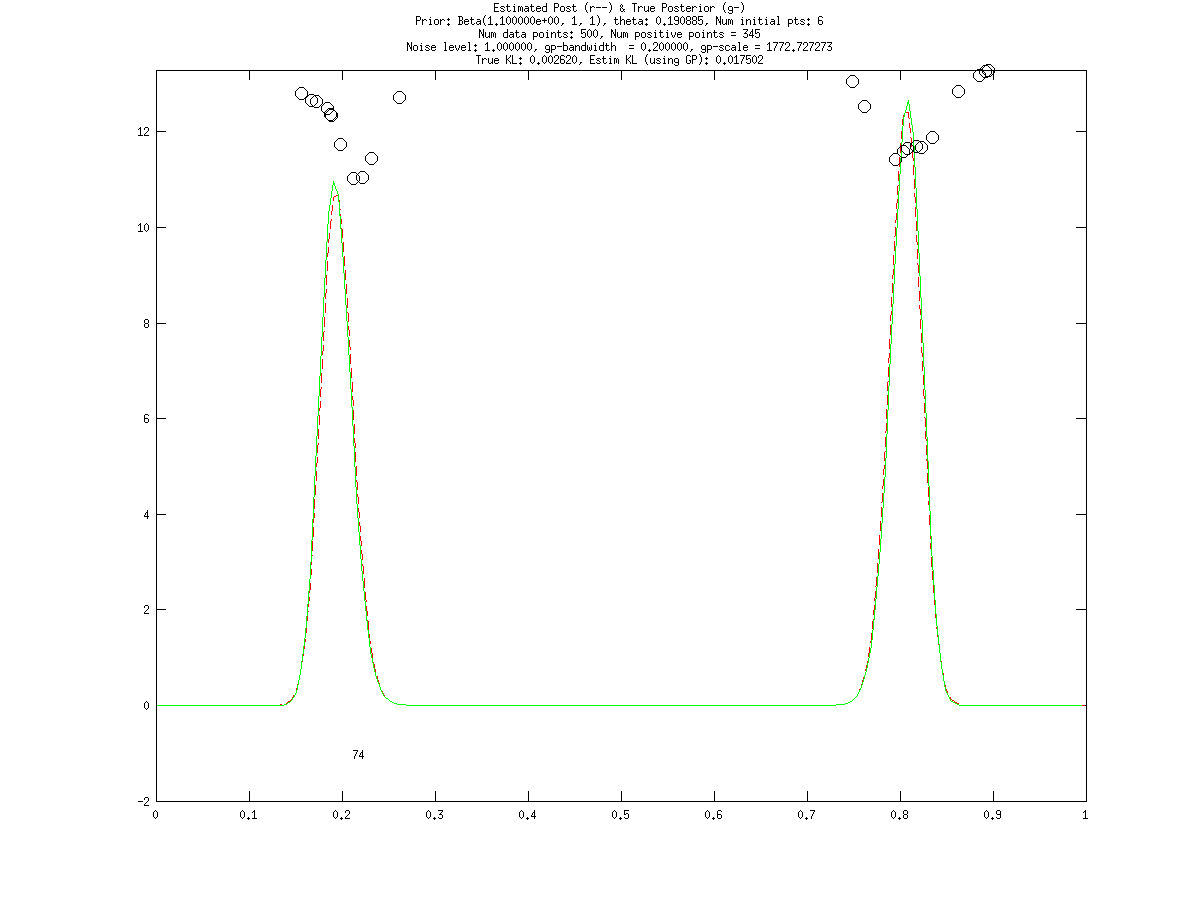 Estimated Post (r--) & True Posterior (g-)
Prior: Beta(1.100000e+00, 1, 1), theta: 0.190885, Num initial pts: 6
Num data points: 500, Num positive points = 345
Noise level: 1.000000, gp-bandwidth  = 0.200000, gp-scale = 1772.727273
True KL: 0.002620, Estim KL (using GP): 0.017502
12
10
8
6
4
2
0
74
-2
0 0.1 0.2 0.3 0.4 0.5 0.6 0.7 0.8 0.9 1